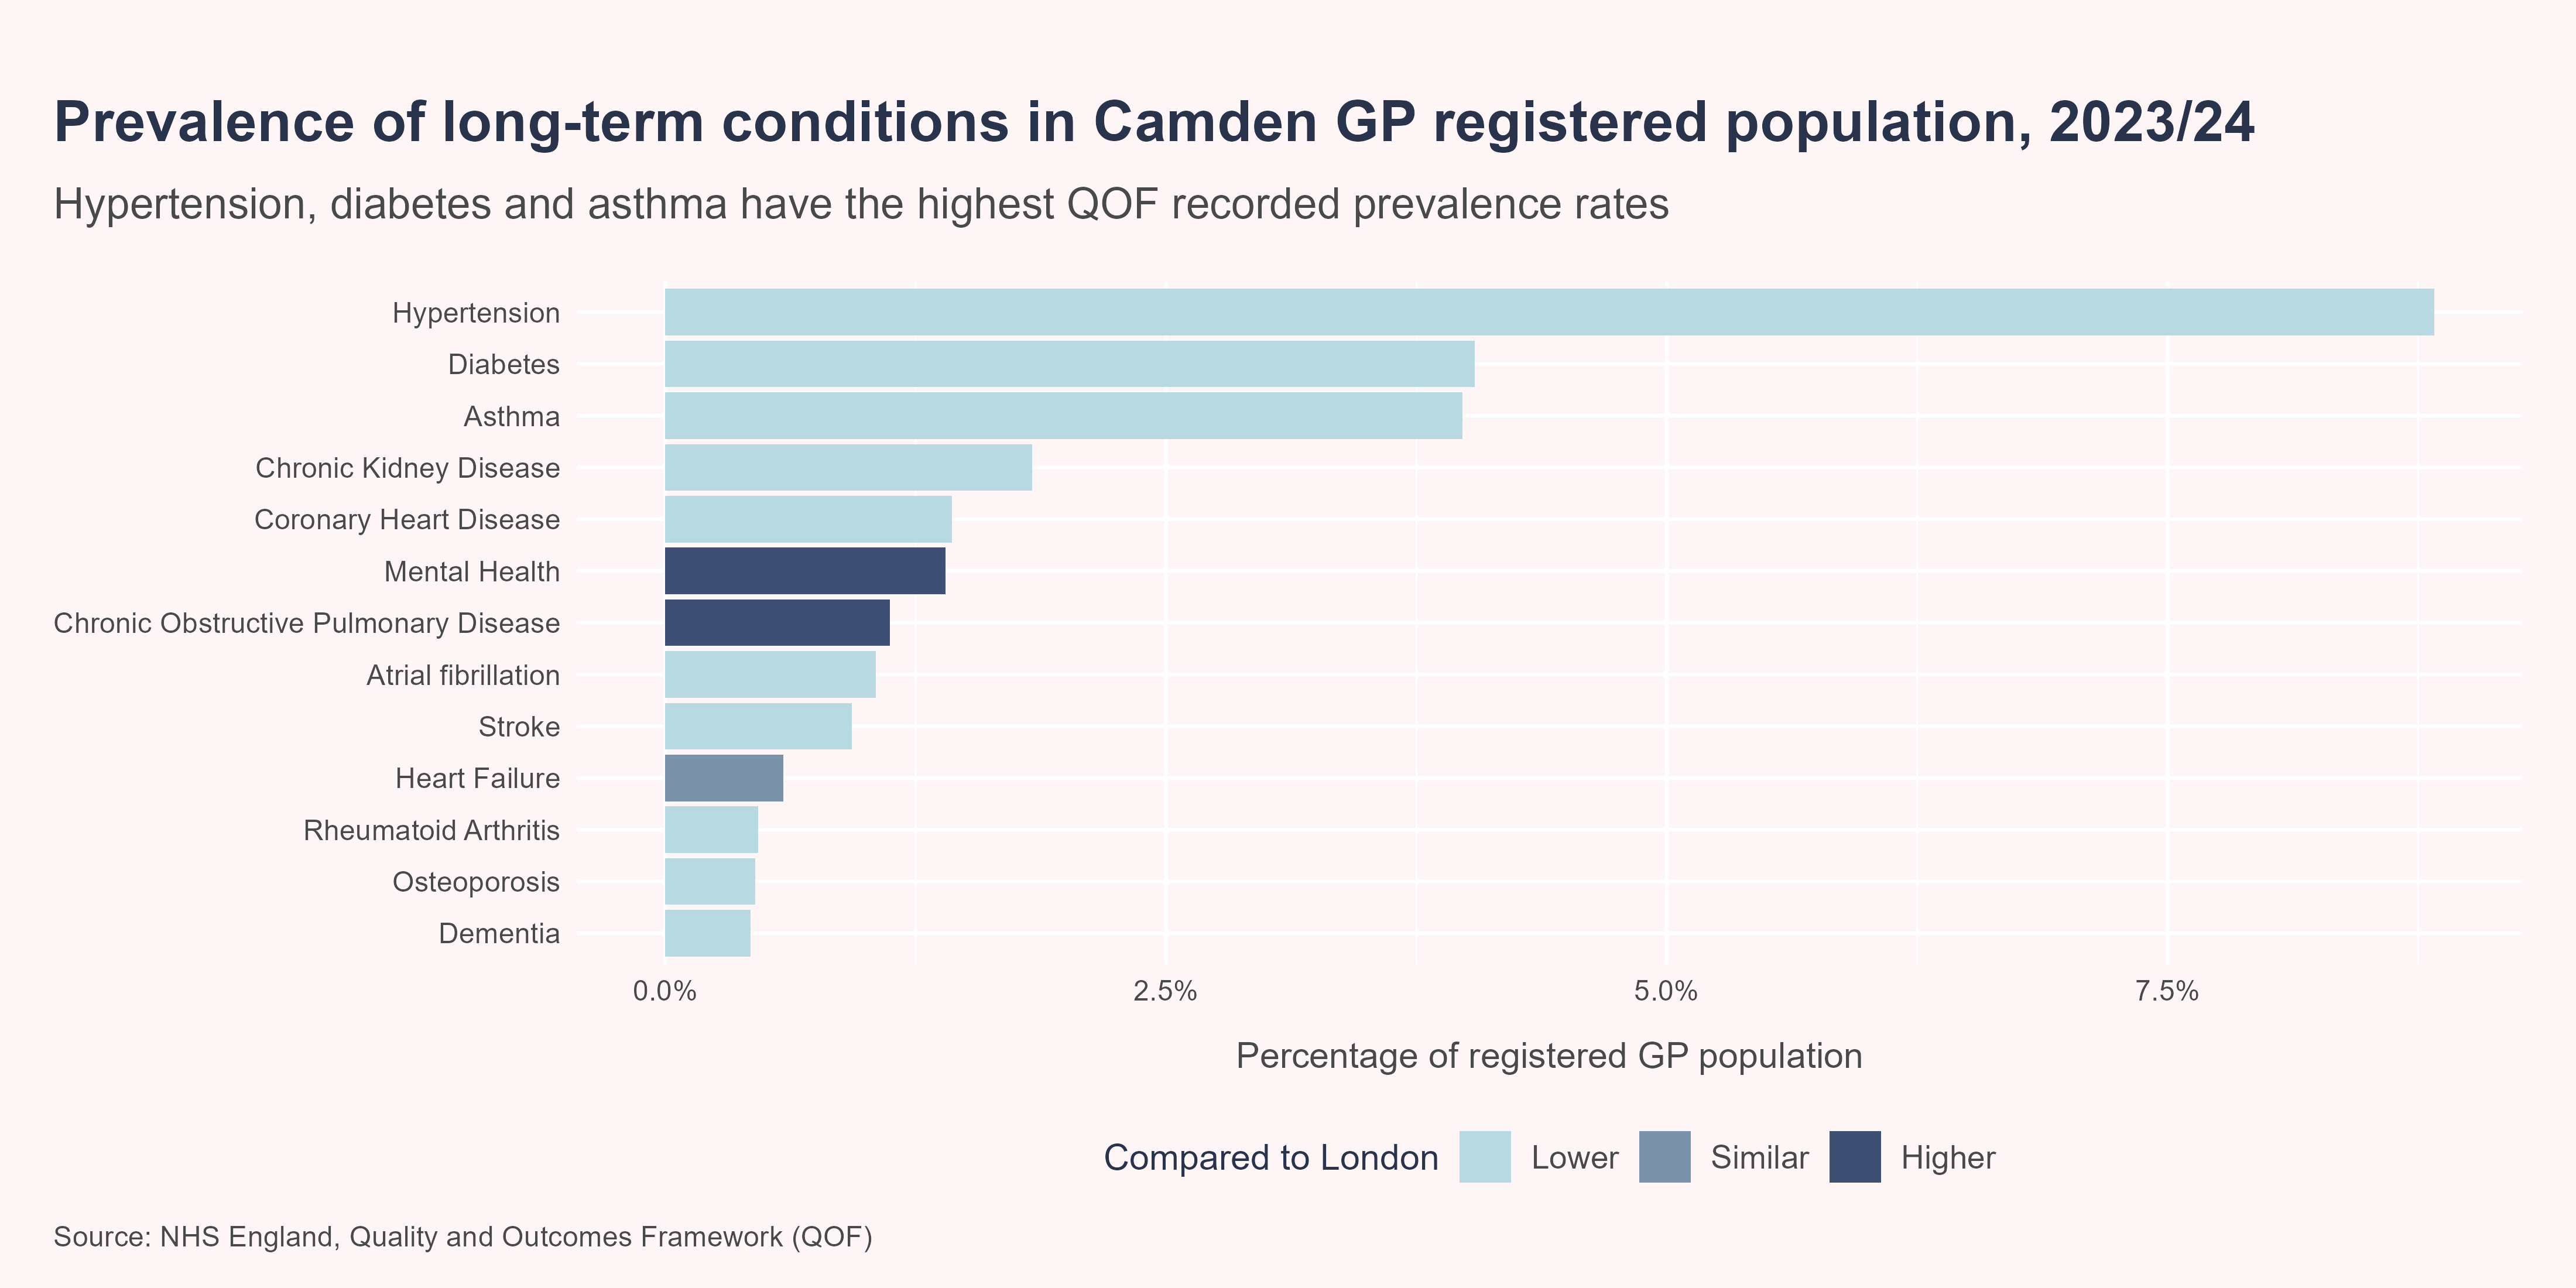 Prevalence of long-term conditions in Camden GP registered population, 2023/24
Hypertension, diabetes and asthma have the highest QOF recorded prevalence rates
Hypertension
Diabetes
Asthma
Chronic Kidney Disease
Coronary Heart Disease
Mental Health
Chronic Obstructive Pulmonary Disease
Atrial fibrillation
Stroke
Heart Failure
Rheumatoid Arthritis
Osteoporosis
Dementia
0.0% 2.5% 5.0% 7.5%
Percentage of registered GP population
Compared to London Lower Similar Higher
Source: NHS England, Quality and Outcomes Framework (QOF)